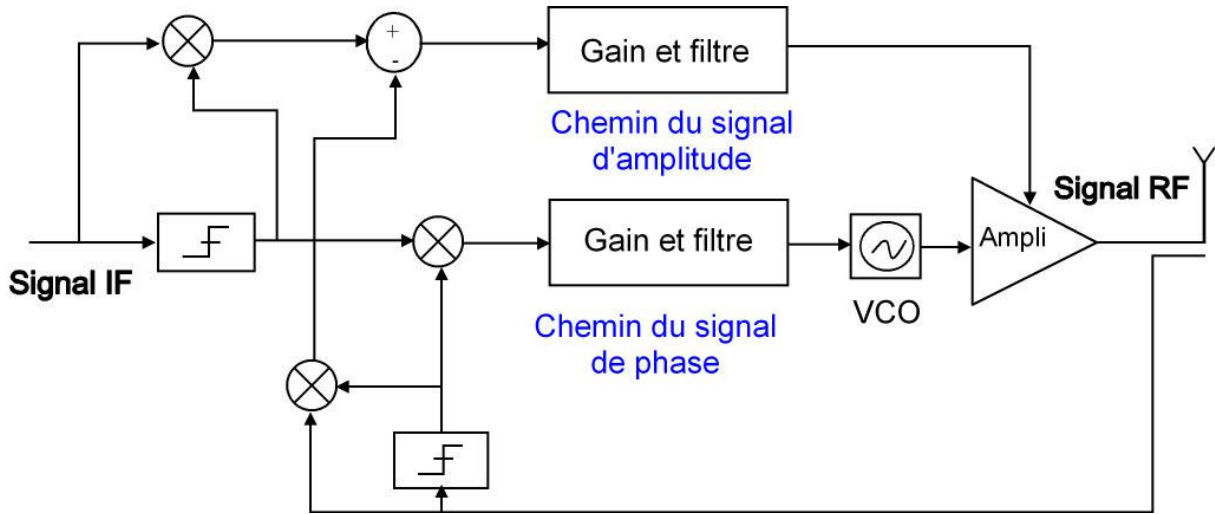 +
-
Gain et filtre
Chemin du signal
d'amplitude
Signal RF
Signal IF
Gain et filtre
Ampli
VCO
Chemin du signal
de phase